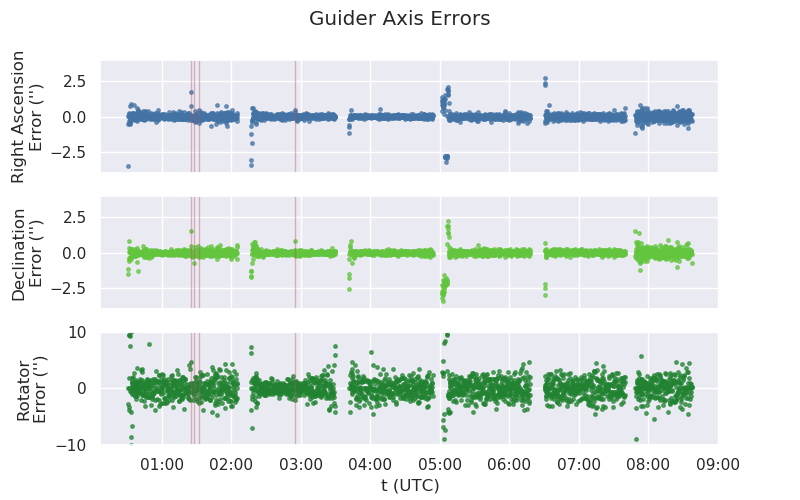 Guider Axis Errors
Right Ascension
Error ('')
2.5
0.0
−2.5
Declination
Error ('')
2.5
0.0
−2.5
Rotator
Error ('')
10
0
−10
01:00 02:00 03:00 04:00 05:00 06:00 07:00 08:00 09:00
t (UTC)